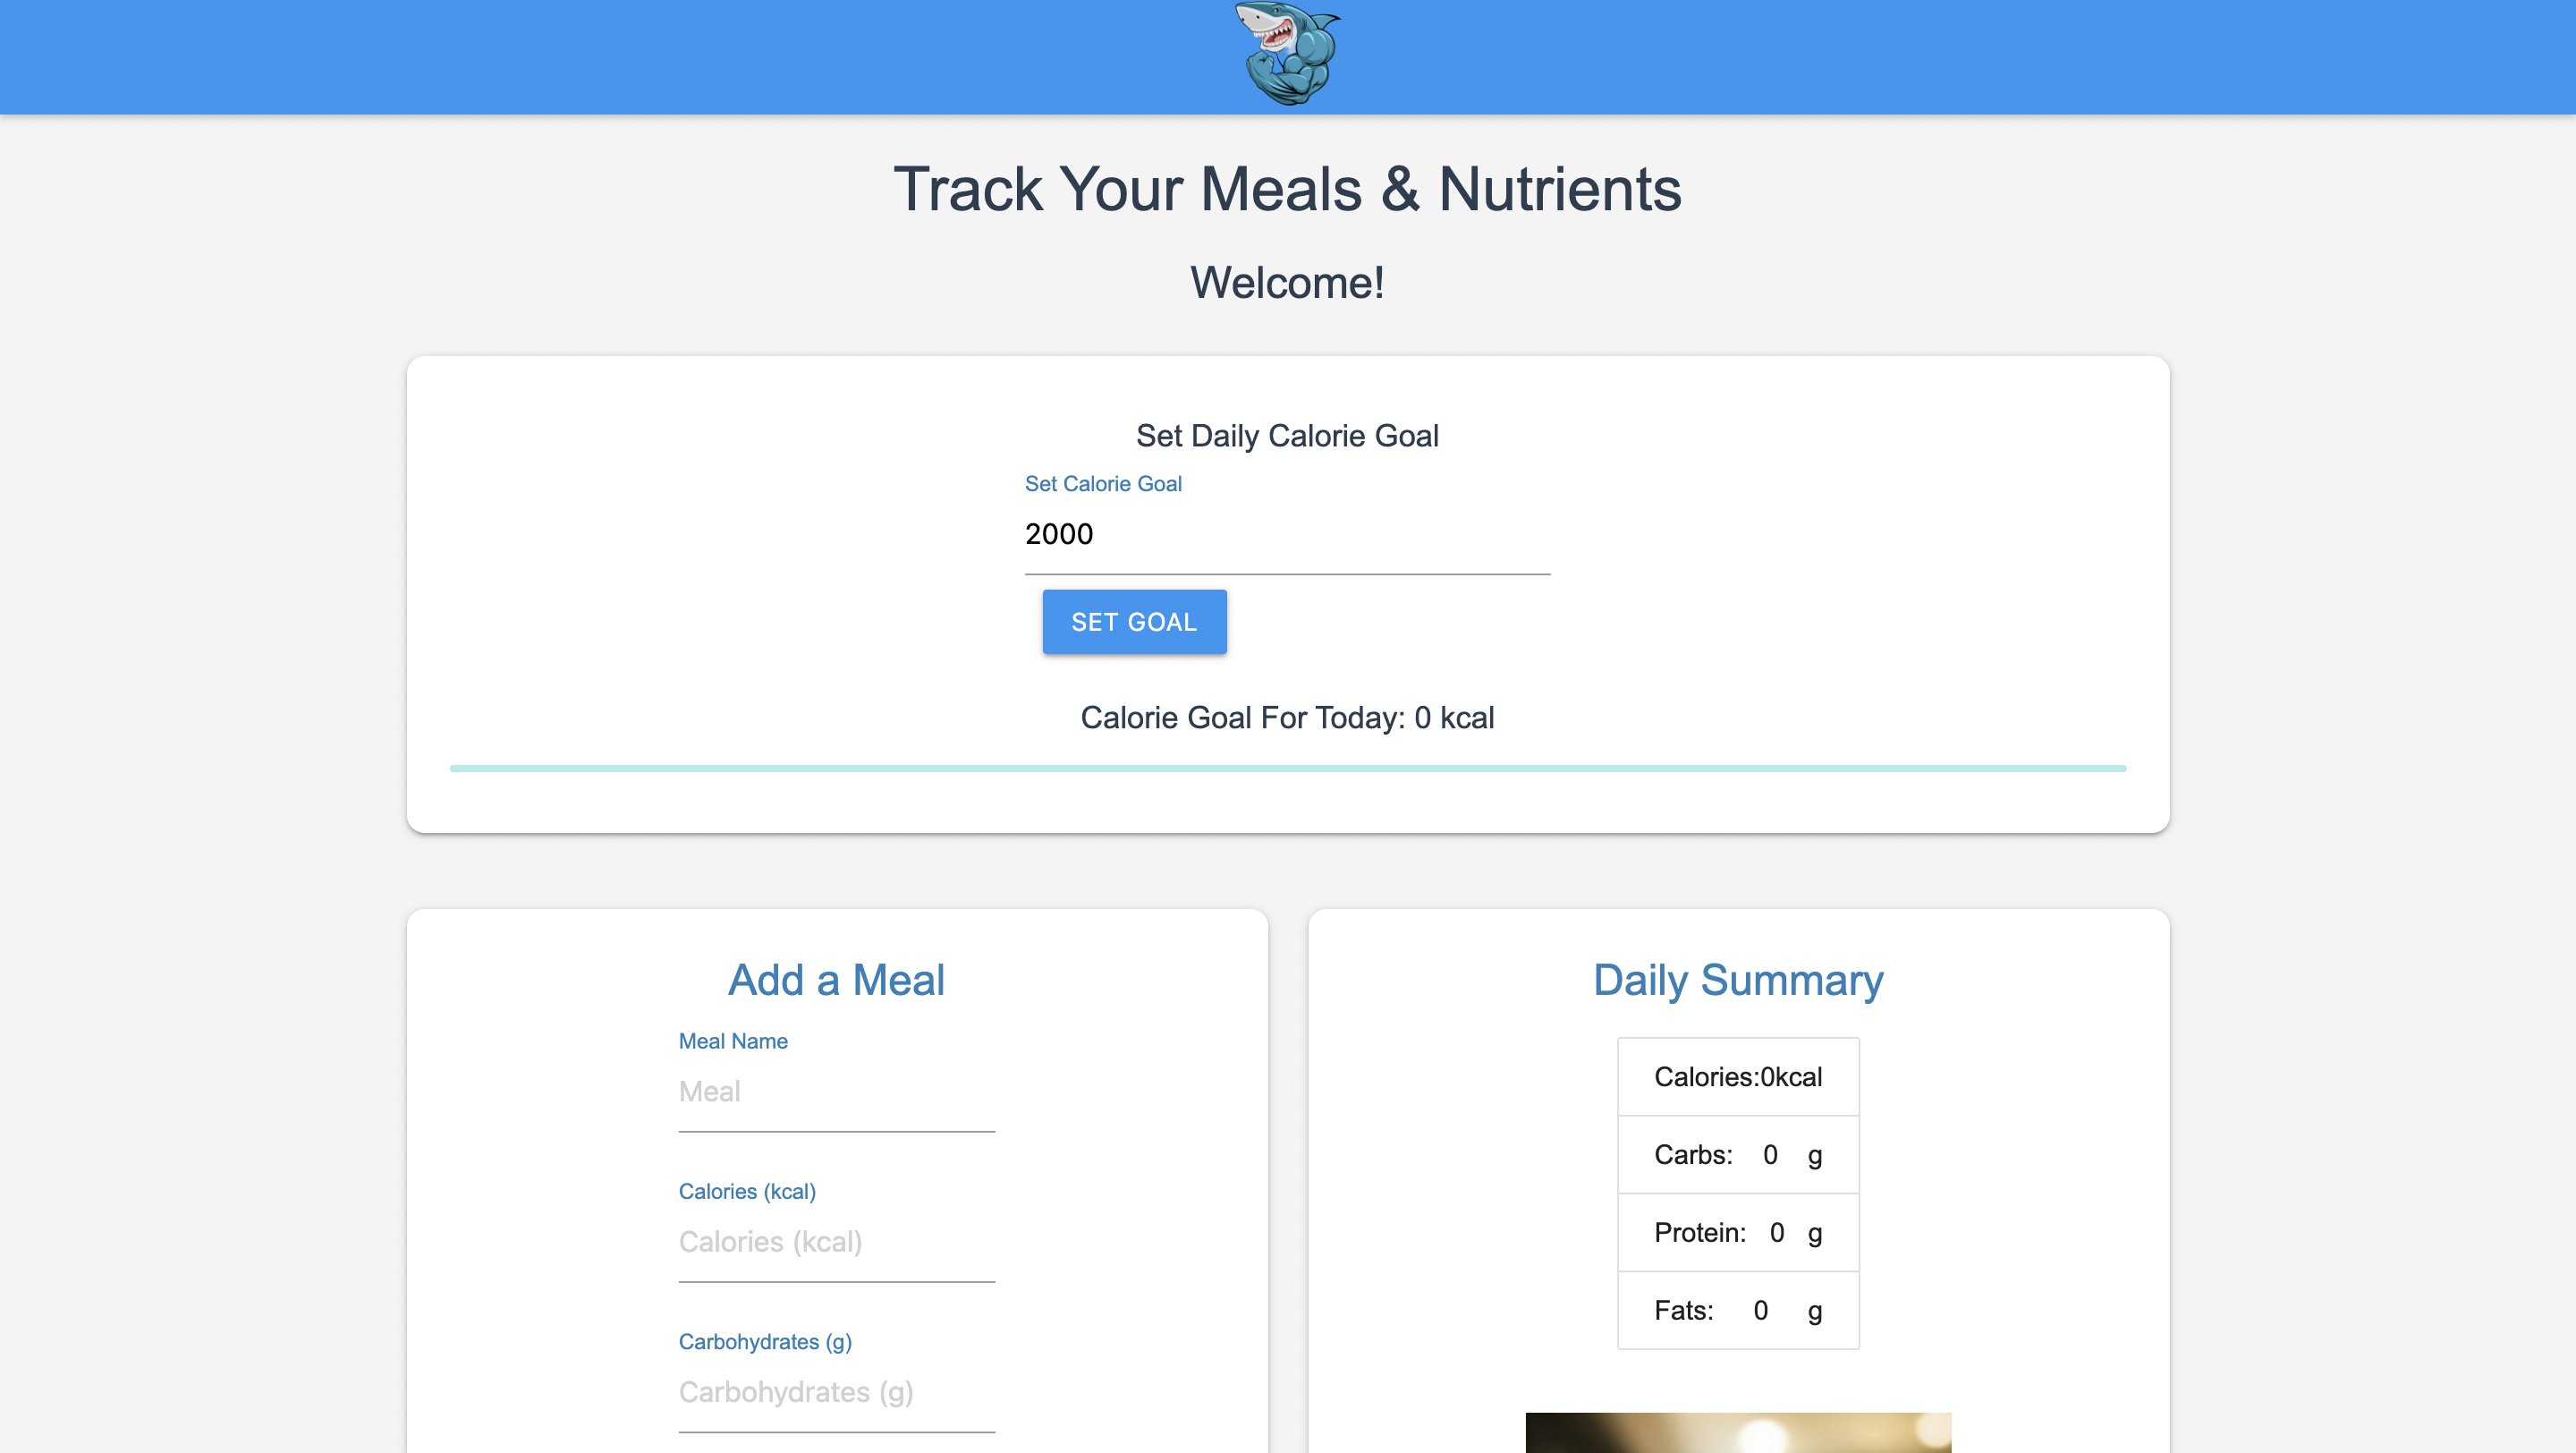 Track Your Meals & Nutrients
Welcome!
Set Daily Calorie Goal
Set Calorie Goal
2000
SET GOAL
Calorie Goal For Today: 0 kcal
Add a Meal
Meal Name
Meal
Calories (kcal)
Calories (kcal)
Carbohydrates (g)
Carbohydrates (g)
Daily Summary
Calories:0kcal
Carbs: 0 g
Protein: 0 g
Fats: 0 g